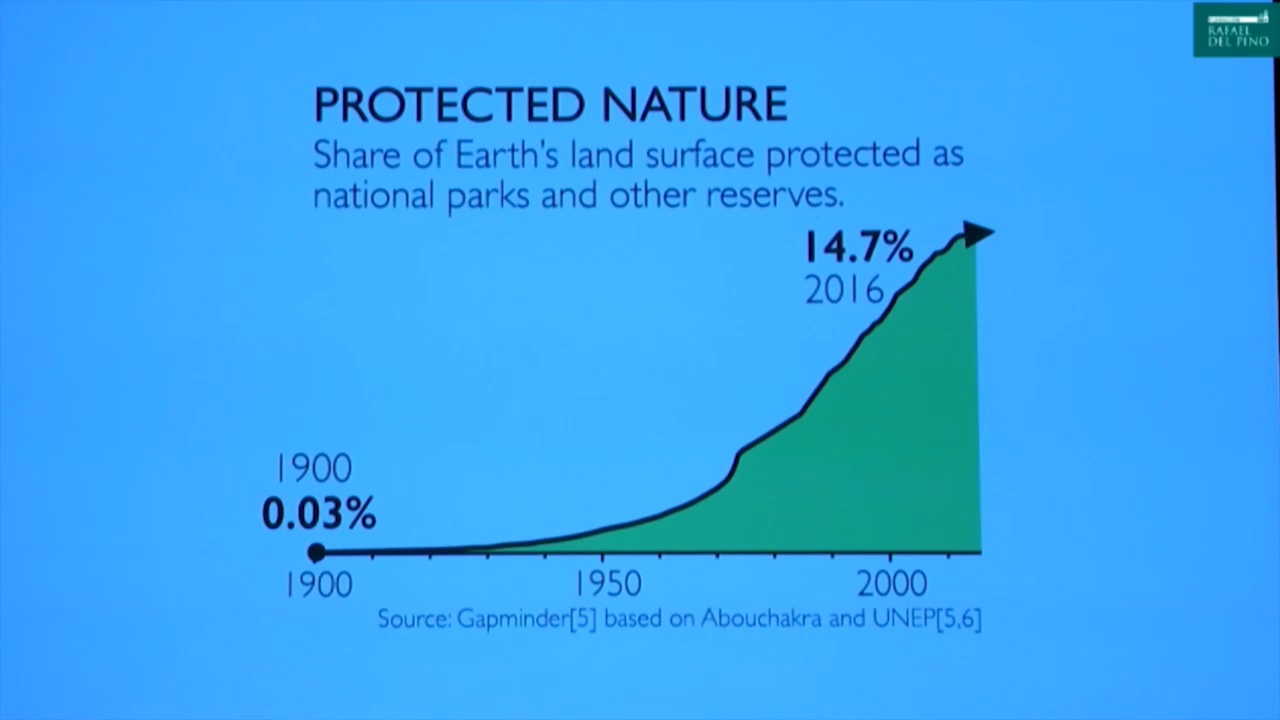 RAFAEL
DEL PINO
PROTECTED NATURE
Share of Earth's land surface protected as
national parks and other reserves.
14.7%
2016
1900
0.03%
1900 1950 2000
Source: Gapminder[5] based on Abouchakra and UNEP[5,6]